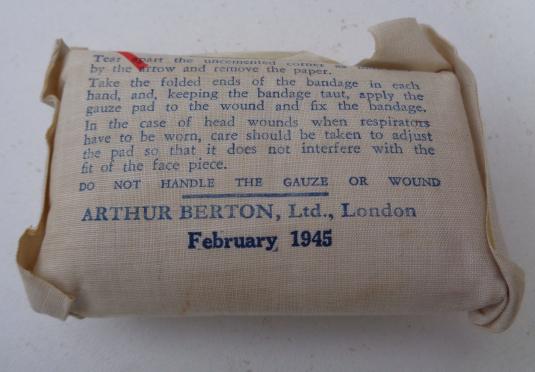 Tear apart the uncemented corner as
by the arrow and remove the paper.
Take the folded ends of the bandage in each
hand, and, keeping the bandage taut, apply the
gauze pad to the wound and fix the bandage.
In the case of head wounds when respirators
have to be worn, care should be taken to adjust
the pad so that it does not interfere with the
fit of the face piece.
DO NOT HANDLE THE GAUZE OR WOUND
ARTHUR BERTON, Ltd., London
February 1945